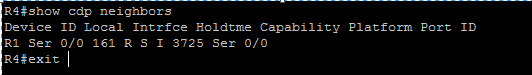 R4#show cdp neighbors
Device ID Local Intrfce Holdtme Capability Platform Port ID
R1 Ser 0/0 161 R S I 3725 Ser 0/0
R4#exit